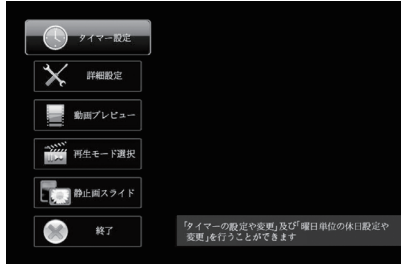 タイマー設定
詳細設定
動画プレビュー
再生モード選択
静止画スライド
終了
「タイマーの設定や変更」及び「曜日単位の休日設定や
変更」を行うことができます